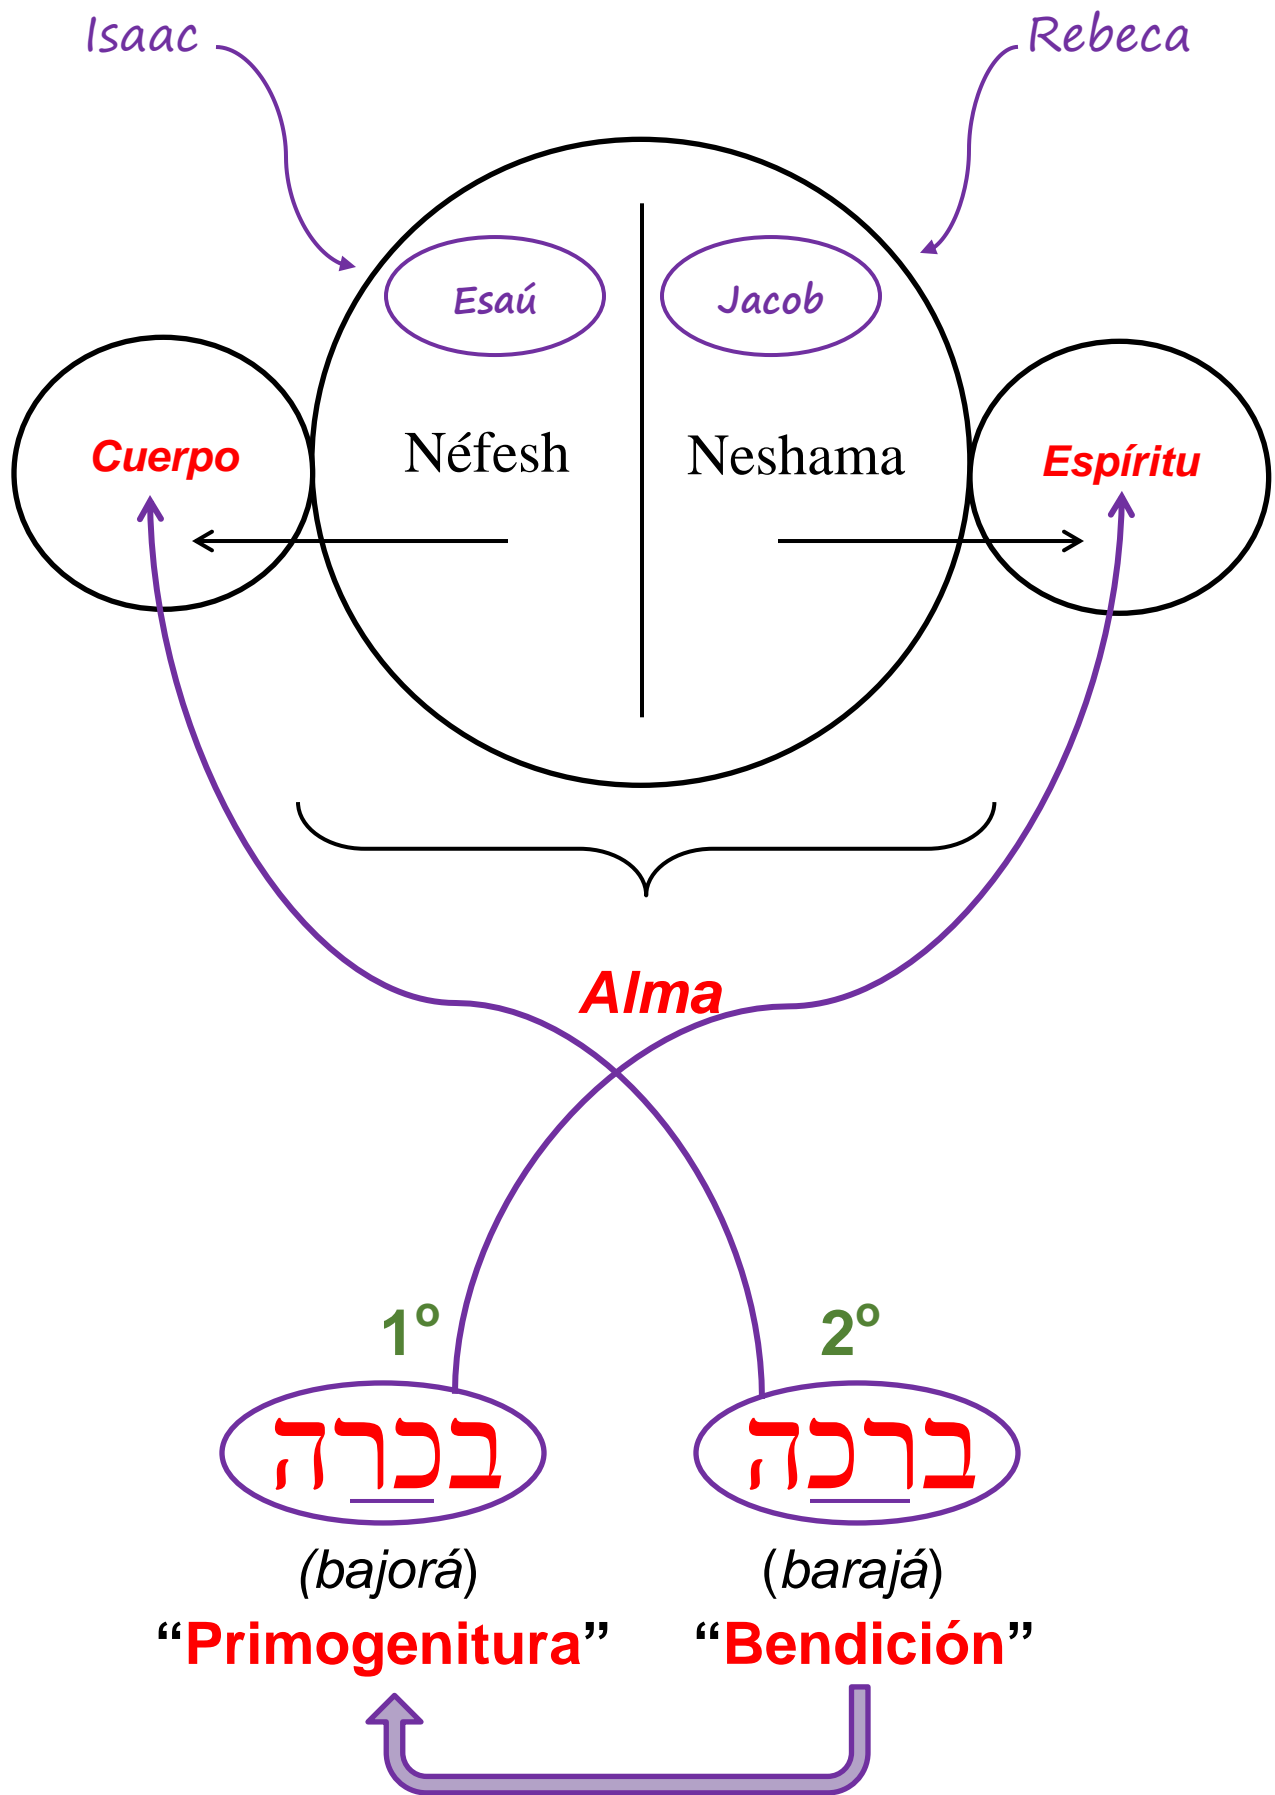 Isaac
Rebeca
Esaú
Jacob
Cuerpo
Néfesh
Neshama
Espíritu
Alma
1º
2º
בכרה
ברכה
(bajorá)
(barajá)
“Primogenitura”
“Bendición”